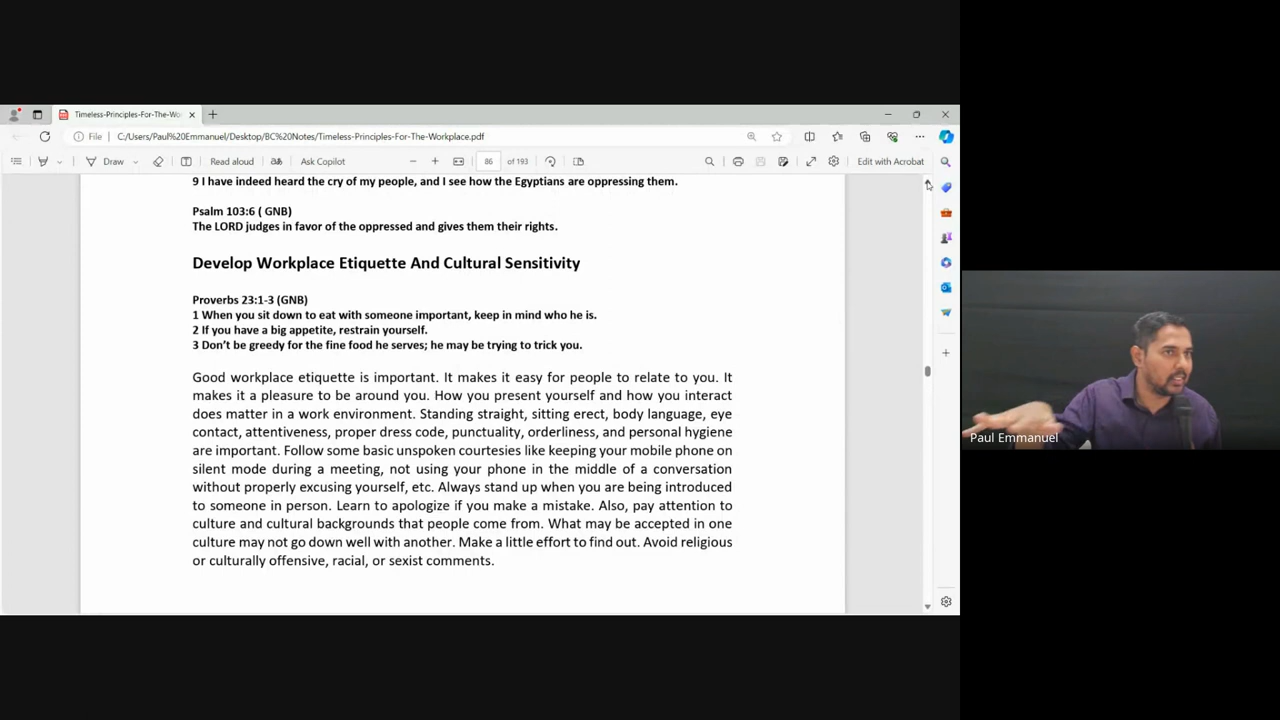 Timeless-Principles-For-The-Wo
File
C:/Users/Paul%20Emmanuel/Desktop/BC%20Notes/Timeless-Principles-For-The-Workplace.pdf
Draw
Read aloud
Ask Copilot
86 of 193
Edit with Acrobat
9 I have indeed heard the cry of my people, and I see how the Egyptians are oppressing them.
Psalm 103:6 ( GNB)
The LORD judges in favor of the oppressed and gives them their rights.
Develop Workplace Etiquette And Cultural Sensitivity
Proverbs 23:1-3 (GNB)
1 When you sit down to eat with someone important, keep in mind who he is.
2 If you have a big appetite, restrain yourself.
3 Don't be greedy for the fine food he serves; he may be trying to trick you.
Good workplace etiquette is important. It makes it easy for people to relate to you. It
makes it a pleasure to be around you. How you present yourself and how you interact
does matter in a work environment. Standing straight, sitting erect, body language, eye
contact, attentiveness, proper dress code, punctuality, orderliness, and personal hygiene
are important. Follow some basic unspoken courtesies like keeping your mobile phone on
silent mode during a meeting, not using your phone in the middle of a conversation
without properly excusing yourself, etc. Always stand up when you are being introduced
to someone in person. Learn to apologize if you make a mistake. Also, pay attention to
culture and cultural backgrounds that people come from. What may be accepted in one
culture may not go down well with another. Make a little effort to find out. Avoid religious
or culturally offensive, racial, or sexist comments.
Paul Emmanuel